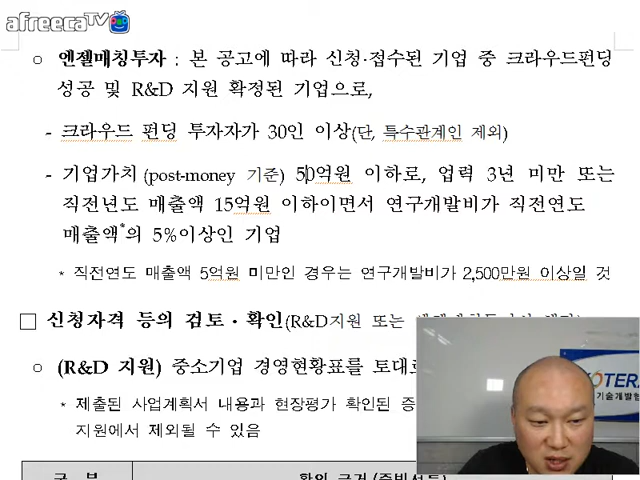 afreecaTV
○ 엔젤매칭투자 : 본 공고에 따라 신청·접수된 기업 중 크라우드펀딩
성공 및 R&D 지원 확정된 기업으로,
- 크라우드 펀딩 투자자가 30인 이상(단, 특수관계인 제외)
- 기업가치(post-money 기준) 50억원 이하로, 업력 3년 미만 또는
직전년도 매출액 15억원 이하이면서 연구개발비가 직전연도
매출액*의 5%이상인 기업
* 직전연도 매출액 5억원 미만인 경우는 연구개발비가 2,500만원 이상일 것
□ 신청자격 등의 검토·확인(R&D지원 또는
○ (R&D 지원) 중소기업 경영현황표를 토대로
* 제출된 사업계획서 내용과 현장평가 확인된 증
지원에서 제외될 수 있음
구 분
KOTER
기술개발협